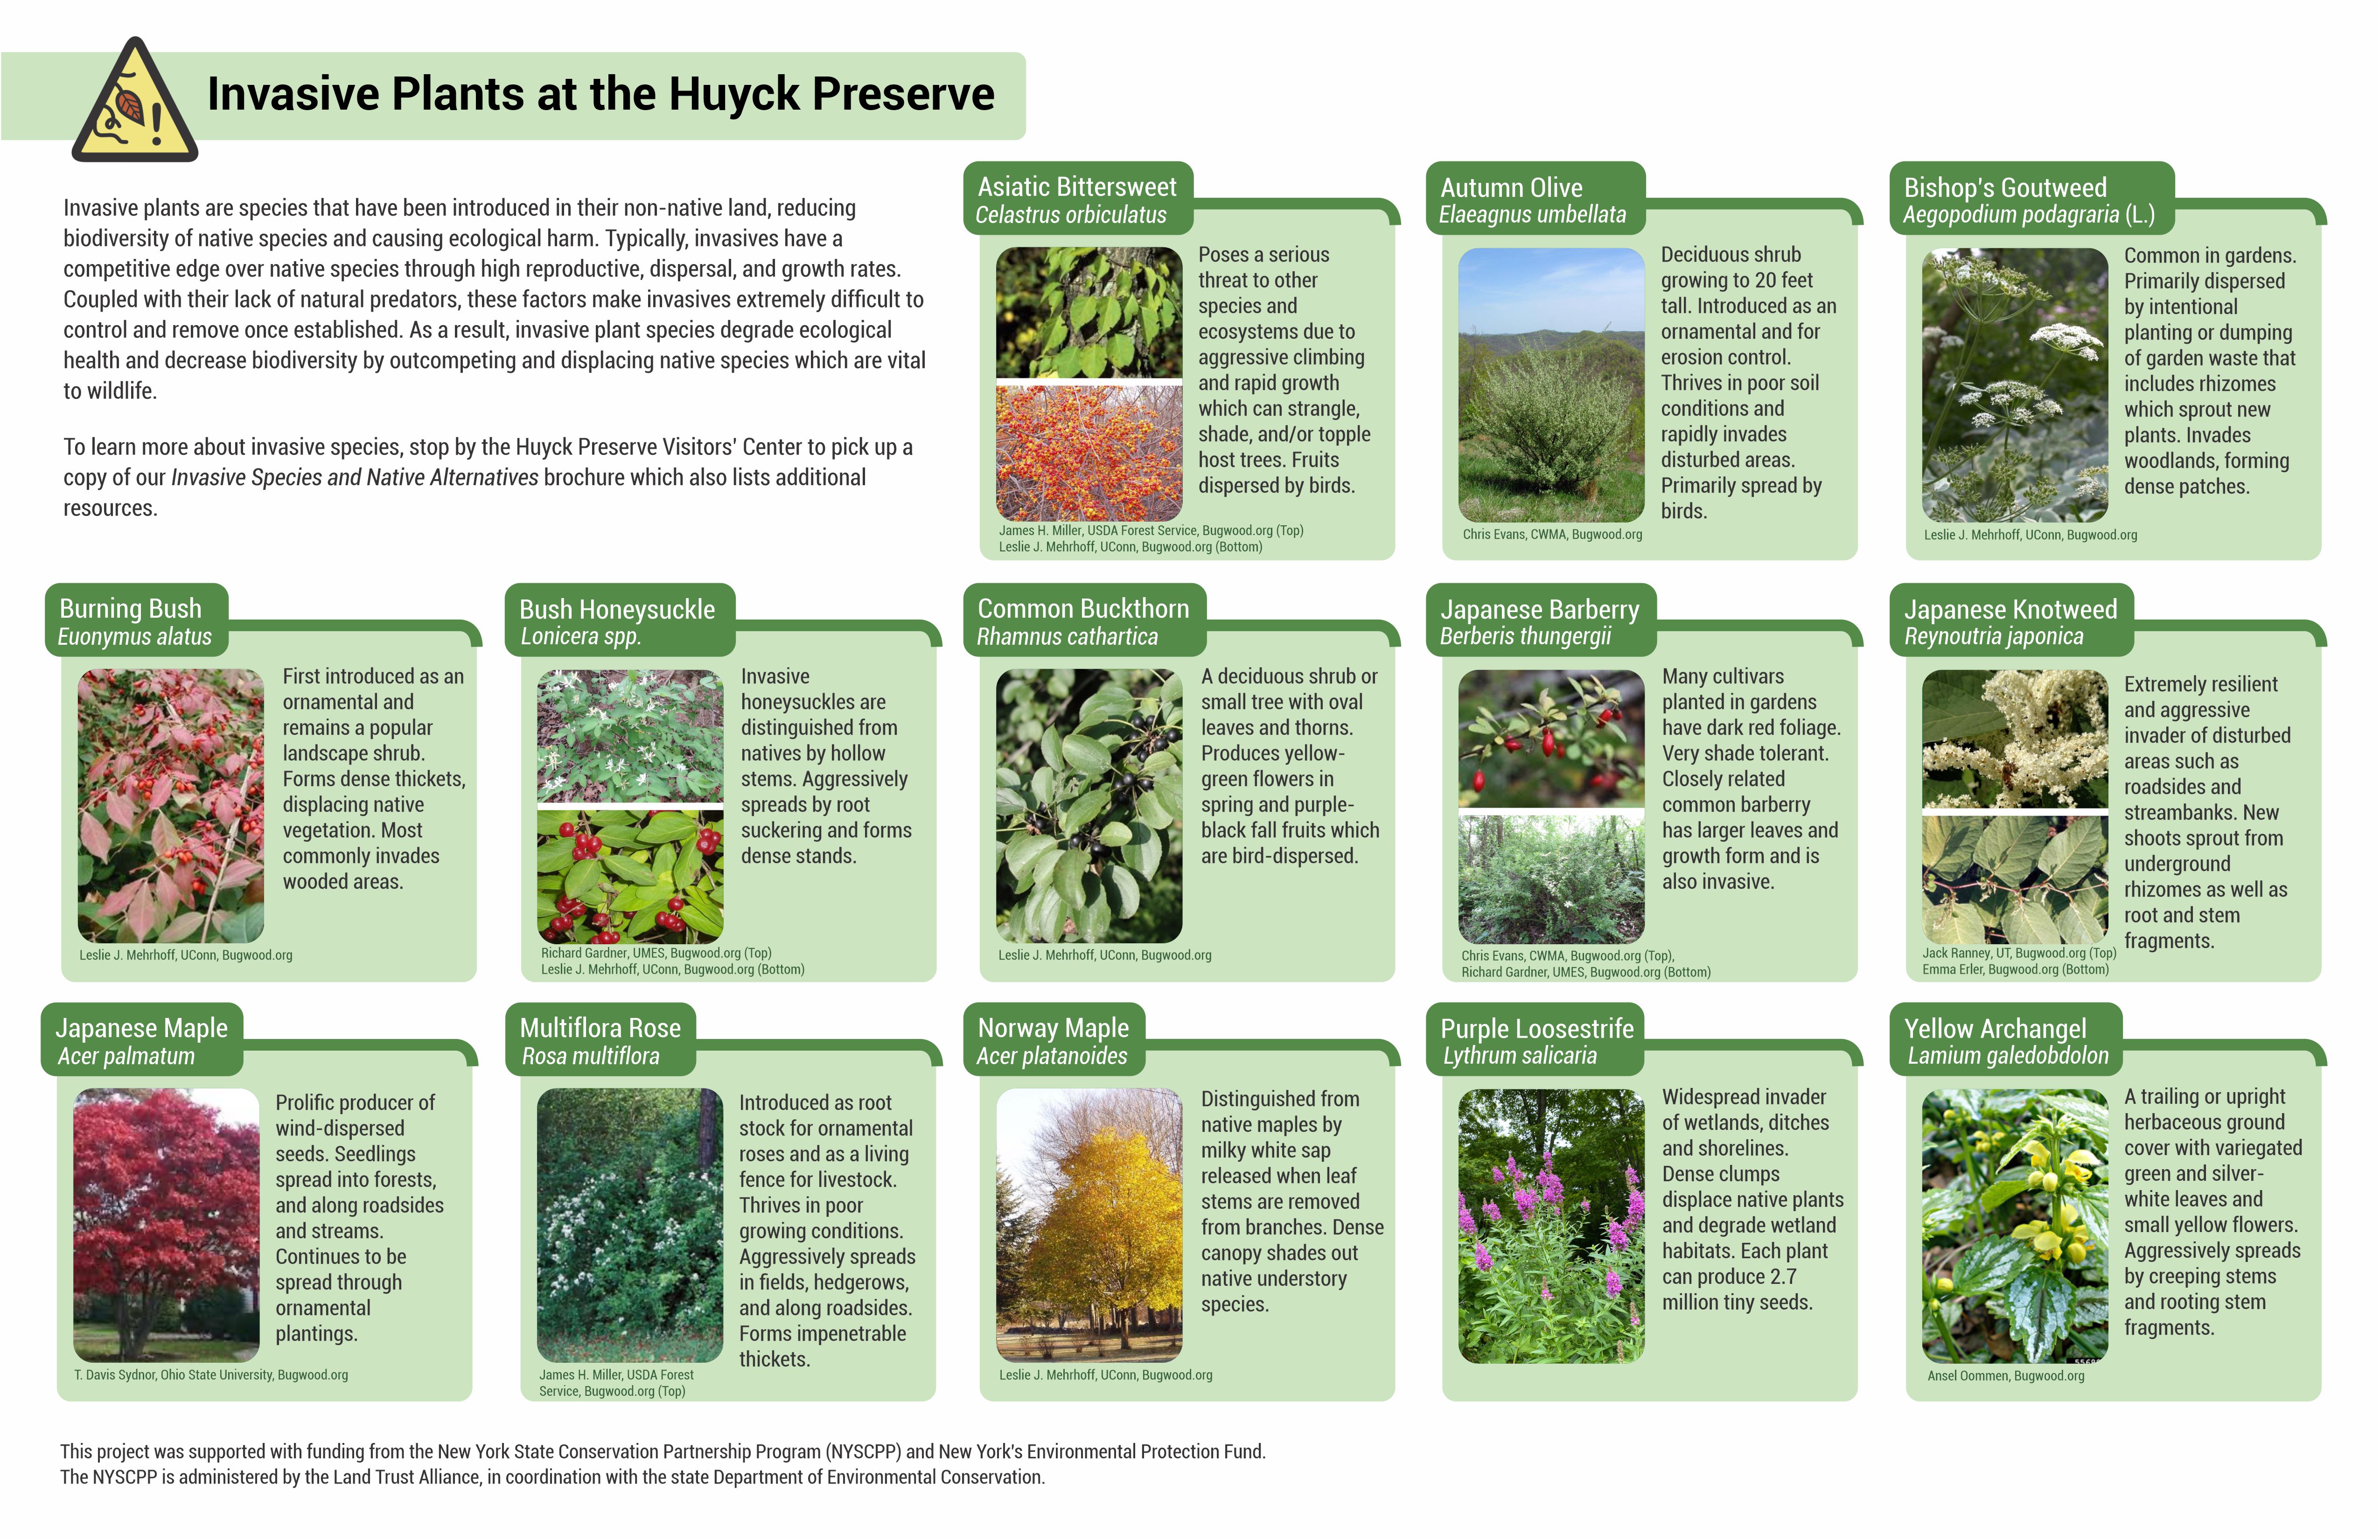 Invasive Plants at the Huyck Preserve
Invasive plants are species that have been introduced in their non-native land, reducing
biodiversity of native species and causing ecological harm. Typically, invasives have a
competitive edge over native species through high reproductive, dispersal, and growth rates.
Coupled with their lack of natural predators, these factors make invasives extremely difficult to
control and remove once established. As a result, invasive plant species degrade ecological
health and decrease biodiversity by outcompeting and displacing native species which are vital
to wildlife.
To learn more about invasive species, stop by the Huyck Preserve Visitors' Center to pick up a
copy of our Invasive Species and Native Alternatives brochure which also lists additional
resources.
Asiatic Bittersweet
Celastrus orbiculatus
Poses a serious
threat to other
species and
ecosystems due to
aggressive climbing
and rapid growth
which can strangle,
shade, and/or topple
host trees. Fruits
dispersed by birds.
James H. Miller, USDA Forest Service, Bugwood.org (Top)
Leslie J. Mehrhoff, UConn, Bugwood.org (Bottom)
Autumn Olive
Elaeagnus umbellata
Deciduous shrub
growing to 20 feet
tall. Introduced as an
ornamental and for
erosion control.
Thrives in poor soil
conditions and
rapidly invades
disturbed areas.
Primarily spread by
birds.
Chris Evans, CWMA, Bugwood.org
Bishop's Goutweed
Aegopodium podagraria (L.)
Common in gardens.
Primarily dispersed
by intentional
planting or dumping
of garden waste that
includes rhizomes
which sprout new
plants. Invades
woodlands, forming
dense patches.
Leslie J. Mehrhoff, UConn, Bugwood.org
Burning Bush
Euonymus alatus
First introduced as an
ornamental and
remains a popular
landscape shrub.
Forms dense thickets,
displacing native
vegetation. Most
commonly invades
wooded areas.
Leslie J. Mehrhoff, UConn, Bugwood.org
Bush Honeysuckle
Lonicera spp.
Invasive
honeysuckles are
distinguished from
natives by hollow
stems. Aggressively
spreads by root
suckering and forms
dense stands.
Richard Gardner, UMES, Bugwood.org (Top)
Leslie J. Mehrhoff, UConn, Bugwood.org (Bottom)
Common Buckthorn
Rhamnus cathartica
A deciduous shrub or
small tree with oval
leaves and thorns.
Produces yellow-
green flowers in
spring and purple-
black fall fruits which
are bird-dispersed.
Leslie J. Mehrhoff, UConn, Bugwood.org
Japanese Barberry
Berberis thungergii
Many cultivars
planted in gardens
have dark red foliage.
Very shade tolerant.
Closely related
common barberry
has larger leaves and
growth form and is
also invasive.
Chris Evans, CWMA, Bugwood.org (Top),
Richard Gardner, UMES, Bugwood.org (Bottom)
Japanese Knotweed
Reynoutria japonica
Extremely resilient
and aggressive
invader of disturbed
areas such as
roadsides and
streambanks. New
shoots sprout from
underground
rhizomes as well as
root and stem
fragments.
Jack Ranney, UT, Bugwood.org (Top)
Emma Erler, Bugwood.org (Bottom)
Japanese Maple
Acer palmatum
Prolific producer of
wind-dispersed
seeds. Seedlings
spread into forests,
and along roadsides
and streams.
Continues to be
spread through
ornamental
plantings.
T. Davis Sydnor, Ohio State University, Bugwood.org
Multiflora Rose
Rosa multiflora
Introduced as root
stock for ornamental
roses and as a living
fence for livestock.
Thrives in poor
growing conditions.
Aggressively spreads
in fields, hedgerows,
and along roadsides.
Forms impenetrable
thickets.
James H. Miller, USDA Forest
Service, Bugwood.org (Top)
Norway Maple
Acer platanoides
Distinguished from
native maples by
milky white sap
released when leaf
stems are removed
from branches. Dense
canopy shades out
native understory
species.
Leslie J. Mehrhoff, UConn, Bugwood.org
Purple Loosestrife
Lythrum salicaria
Widespread invader
of wetlands, ditches
and shorelines.
Dense clumps
displace native plants
and degrade wetland
habitats. Each plant
can produce 2.7
million tiny seeds.
Yellow Archangel
Lamium galedobdolon
A trailing or upright
herbaceous ground
cover with variegated
green and silver-
white leaves and
small yellow flowers.
Aggressively spreads
by creeping stems
and rooting stem
fragments.
Ansel Oommen, Bugwood.org
This project was supported with funding from the New York State Conservation Partnership Program (NYSCPP) and New York's Environmental Protection Fund.
The NYSCPP is administered by the Land Trust Alliance, in coordination with the state Department of Environmental Conservation.